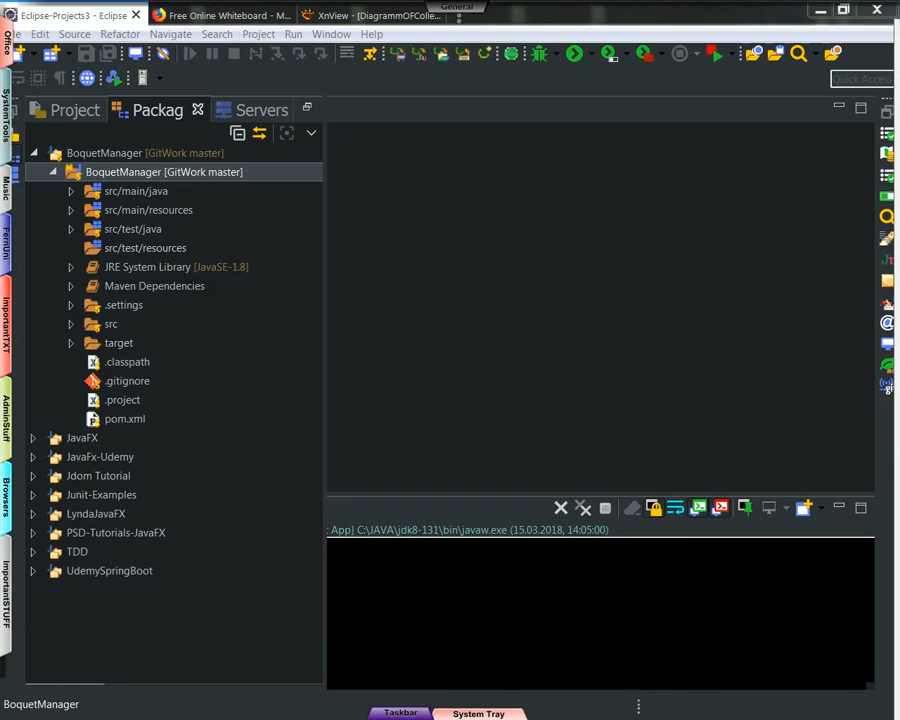 General
Eclipse-Projects3 - Eclipse
Free Online Whiteboard - M...
XnView - [DiagrammOFColle...
Edit Source Refactor Navigate Search Project Run Window Help
Quick Access
Project Packag Servers
BoquetManager [GitWork master]
BoquetManager [GitWork master]
src/main/java
src/main/resources
src/test/java
src/test/resources
JRE System Library [JavaSE-1.8]
Maven Dependencies
.settings
src
target
.classpath
.gitignore
.project
pom.xml
JavaFX
JavaFx-Udemy
Jdom Tutorial
Junit-Examples
LyndaJavaFX
PSD-Tutorials-JavaFX
TDD
UdemySpringBoot
: App] C:\JAVA\jdk8-131\bin\javaw.exe (15.03.2018, 14:05:00)
BoquetManager
Taskbar
System Tray
Office
SystemTools
Music
FernUni
ImportantTXT
AdminStuff
Browsers
ImportantSTUFF